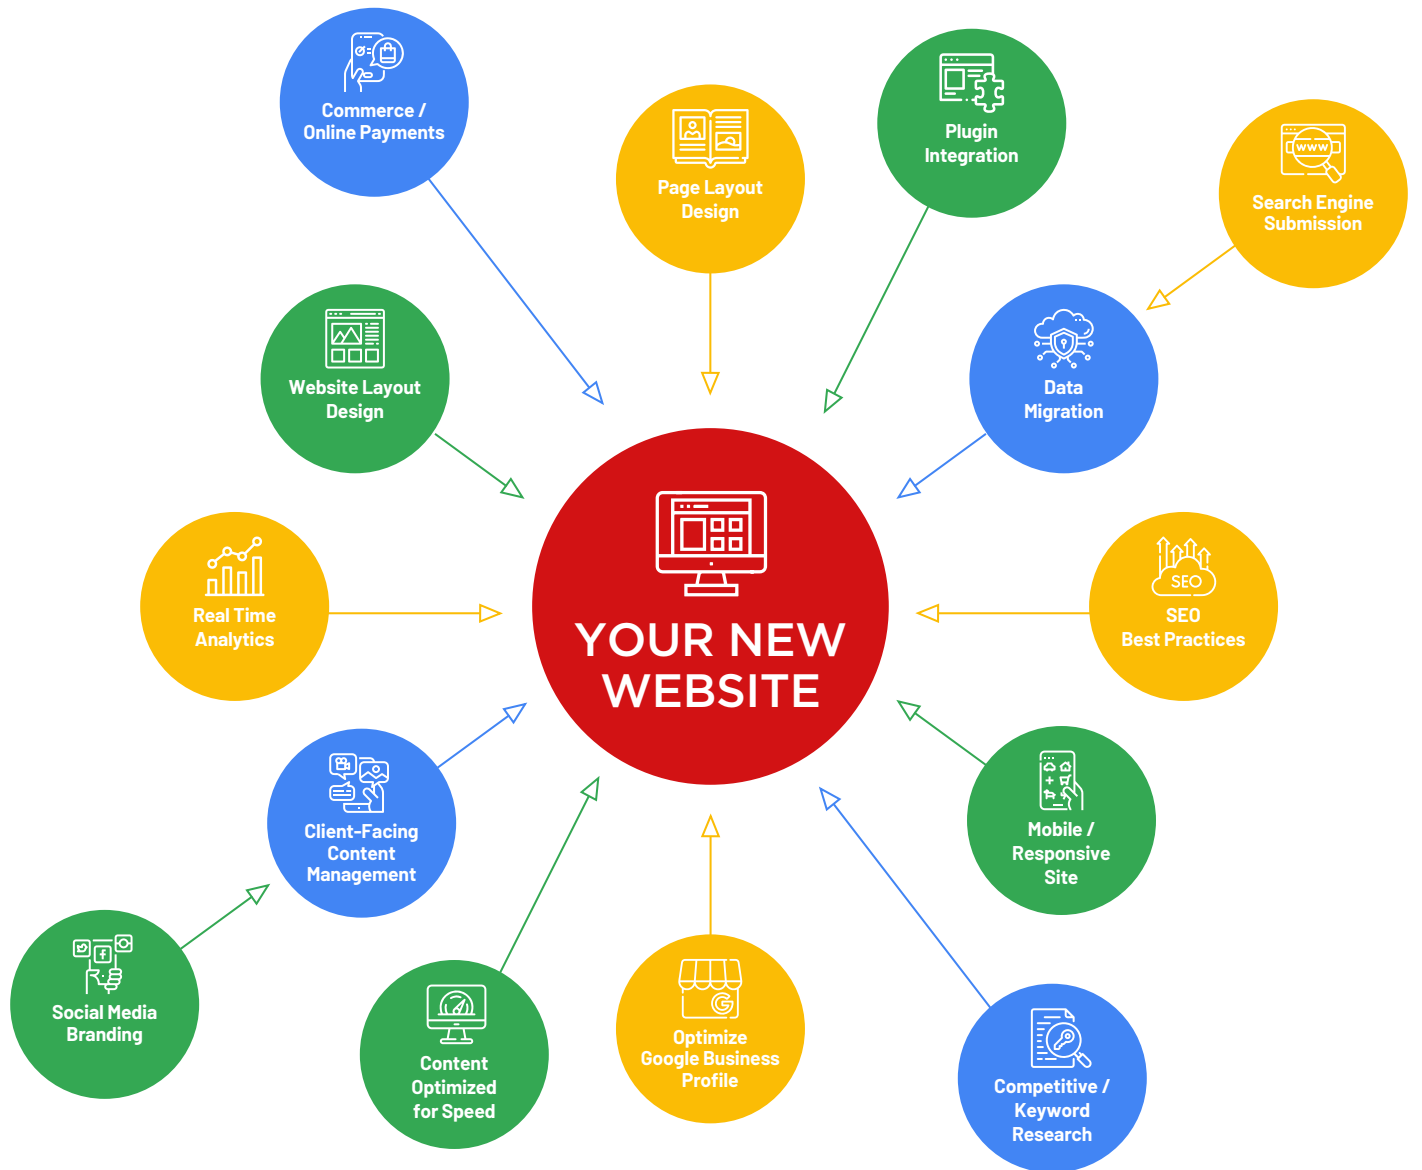 Commerce /
Online Payments
Page Layout
Design
Plugin
Integration
WWW
Search Engine
Submission
Website Layout
Design
Data
Migration
YOUR NEW
WEBSITE
Real Time
Analytics
SEO
SEO
Best Practices
Client-Facing
Content
Management
Mobile /
Responsive
Site
Social Media
Branding
Content
Optimized
for Speed
G
Optimize
Google Business
Profile
Competitive /
Keyword
Research